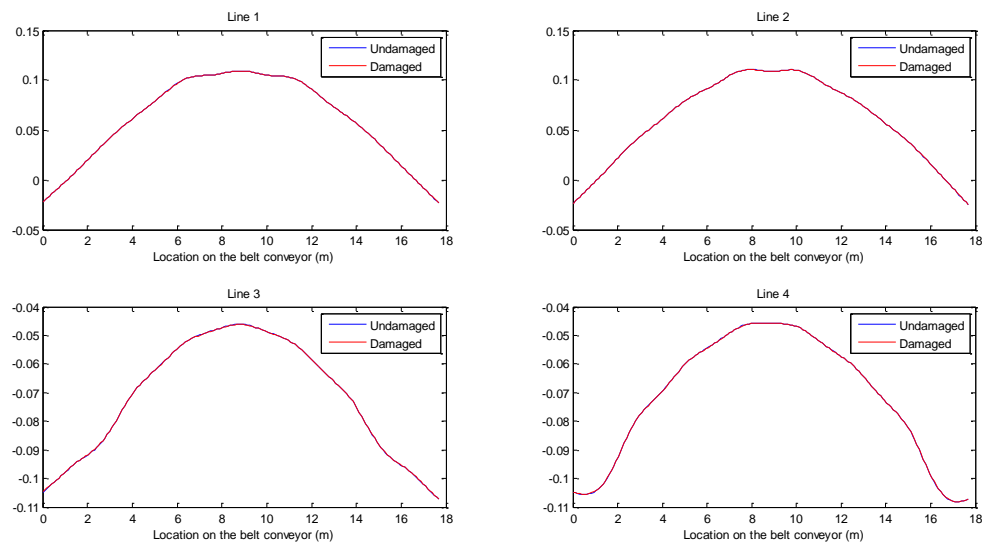 Line 1
0.15
0.1
0.05
0
-0.05
Undamaged
Damaged
0 2 4 6 8 10 12 14 16 18
Location on the belt conveyor (m)
Line 2
0.15
0.1
0.05
0
-0.05
Undamaged
Damaged
0 2 4 6 8 10 12 14 16 18
Location on the belt conveyor (m)
Line 3
-0.04
-0.05
-0.06
-0.07
-0.08
-0.09
-0.1
-0.11
Undamaged
Damaged
0 2 4 6 8 10 12 14 16 18
Location on the belt conveyor (m)
Line 4
-0.04
-0.05
-0.06
-0.07
-0.08
-0.09
-0.1
-0.11
Undamaged
Damaged
0 2 4 6 8 10 12 14 16 18
Location on the belt conveyor (m)